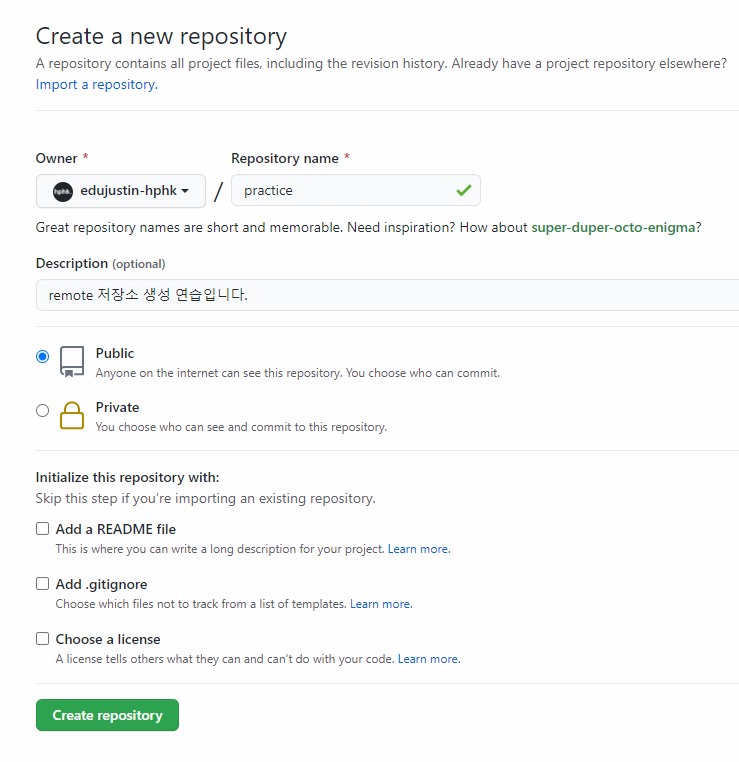 Create a new repository
A repository contains all project files, including the revision history. Already have a project repository elsewhere?
Import a repository.
Owner * Repository name *
hphk. edujustin-hphk / practice
Great repository names are short and memorable. Need inspiration? How about super-duper-octo-enigma?
Description (optional)
remote 저장소 생성 연습입니다.
Public
Anyone on the internet can see this repository. You choose who can commit.
Private
You choose who can see and commit to this repository.
Initialize this repository with:
Skip this step if you're importing an existing repository.
Add a README file
This is where you can write a long description for your project. Learn more.
Add .gitignore
Choose which files not to track from a list of templates. Learn more.
Choose a license
A license tells others what they can and can't do with your code. Learn more.
Create repository